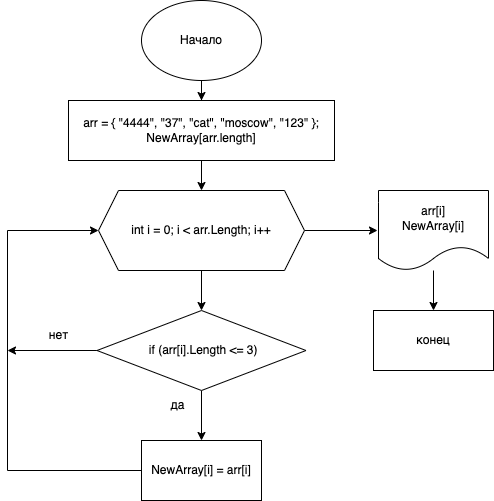 Начало
arr = { "4444", "37", "cat", "moscow", "123" };
NewArray[arr.length]
int i = 0; i < arr.Length; i++
arr[i]
NewArray[i]
нет
if (arr[i].Length <= 3)
конец
да
NewArray[i] = arr[i]